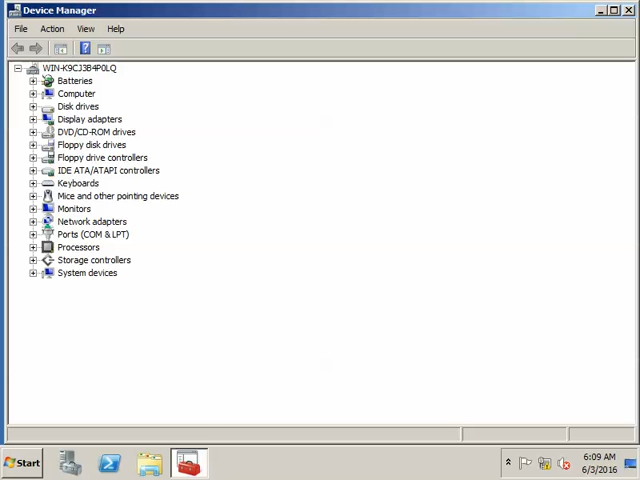 Device Manager
File Action View Help
WIN-K9CJ3B4P0LQ
Batteries
Computer
Disk drives
Display adapters
DVD/CD-ROM drives
Floppy disk drives
Floppy drive controllers
IDE ATA/ATAPI controllers
Keyboards
Mice and other pointing devices
Monitors
Network adapters
Ports (COM & LPT)
Processors
Storage controllers
System devices
Start
6:09 AM
6/3/2016